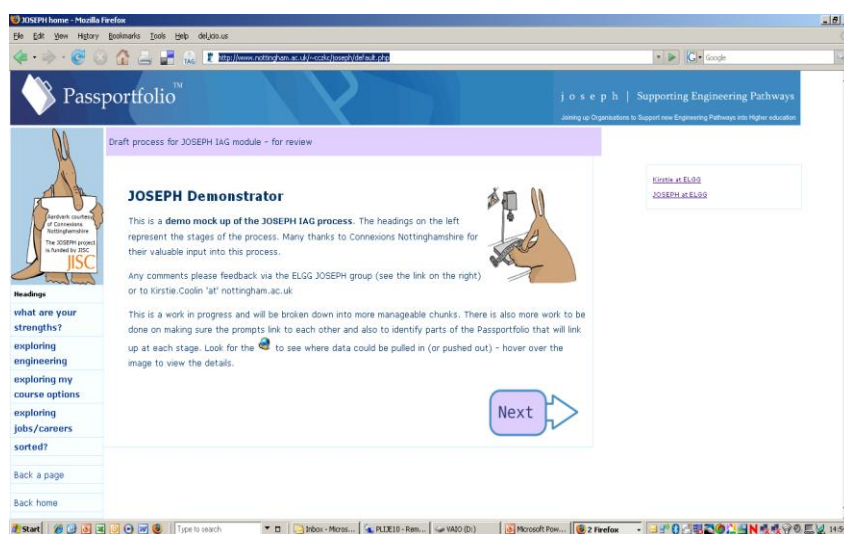 JOSEPH home - Mozilla Firefox
File Edit View History Bookmarks Tools Help del.icio.us
TAG http://www.nottingham.ac.uk/~cczkc/joseph/default.php Google
Passportfolio™
joseph | Supporting Engineering Pathways
Joining up Organisations to Support new Engineering Pathways into Higher education
Draft process for JOSEPH IAG module - for review
Kirstie at ELGG
JOSEPH at ELGG
Aardvark courtesy
of Connexions
Nottinghamshire
The JOSEPH project
is funded by JISC
JISC
JOSEPH Demonstrator
This is a demo mock up of the JOSEPH IAG process. The headings on the left
represent the stages of the process. Many thanks to Connexions Nottinghamshire for
their valuable input into this process.
Any comments please feedback via the ELGG JOSEPH group (see the link on the right)
or to Kirstie.Coolin 'at' nottingham.ac.uk
This is a work in progress and will be broken down into more manageable chunks. There is also more work to be
done on making sure the prompts link to each other and also to identify parts of the Passportfolio that will link
up at each stage. Look for the to see where data could be pulled in (or pushed out) - hover over the
image to view the details.
Next
Headings
what are your
strengths?
exploring
engineering
exploring my
course options
exploring
jobs/careers
sorted?
Back a page
Back home
Start Type to search Inbox - Micros... PLIDE10 - Rem... VAIO (D:) Microsoft Pow... 2 Firefox